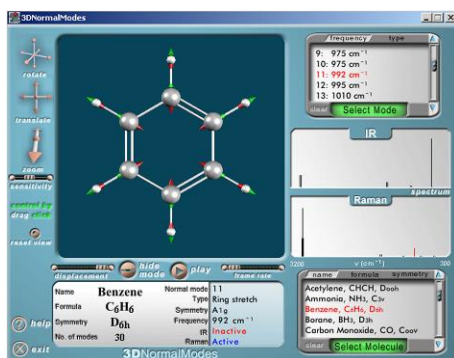 3DNormalModes
rotate
translate
zoom
sensitivity
control by
drag click
reset view
help
exit
frequency type
9: 975 cm⁻¹
10: 975 cm⁻¹
11: 992 cm⁻¹
12: 995 cm⁻¹
13: 1010 cm⁻¹
clear Select Mode
IR
spectrum
Raman
3200 ν (cm⁻¹) 300
displacement hide mode play frame rate
Name Benzene
Formula C₆H₆
Symmetry D₆h
No. of modes 30
Normal mode 11
Type Ring stretch
Symmetry A1g
Frequency 992 cm⁻¹
IR Inactive
Raman Active
3DNormalModes
name formula symmetry
Acetylene, CHCH, D∞h
Ammonia, NH₃, C₃v
Benzene, C₆H₆, D₆h
Borane, BH₃, D₃h
Carbon Monoxide, CO, C∞v
clear Select Molecule